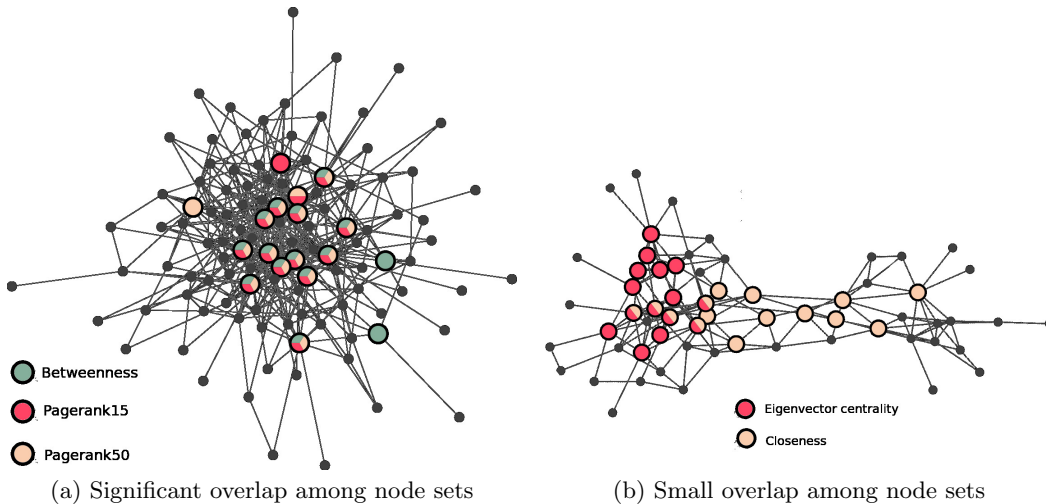 Betweenness
Pagerank15
Pagerank50
(a) Significant overlap among node sets
Eigenvector centrality
Closeness
(b) Small overlap among node sets